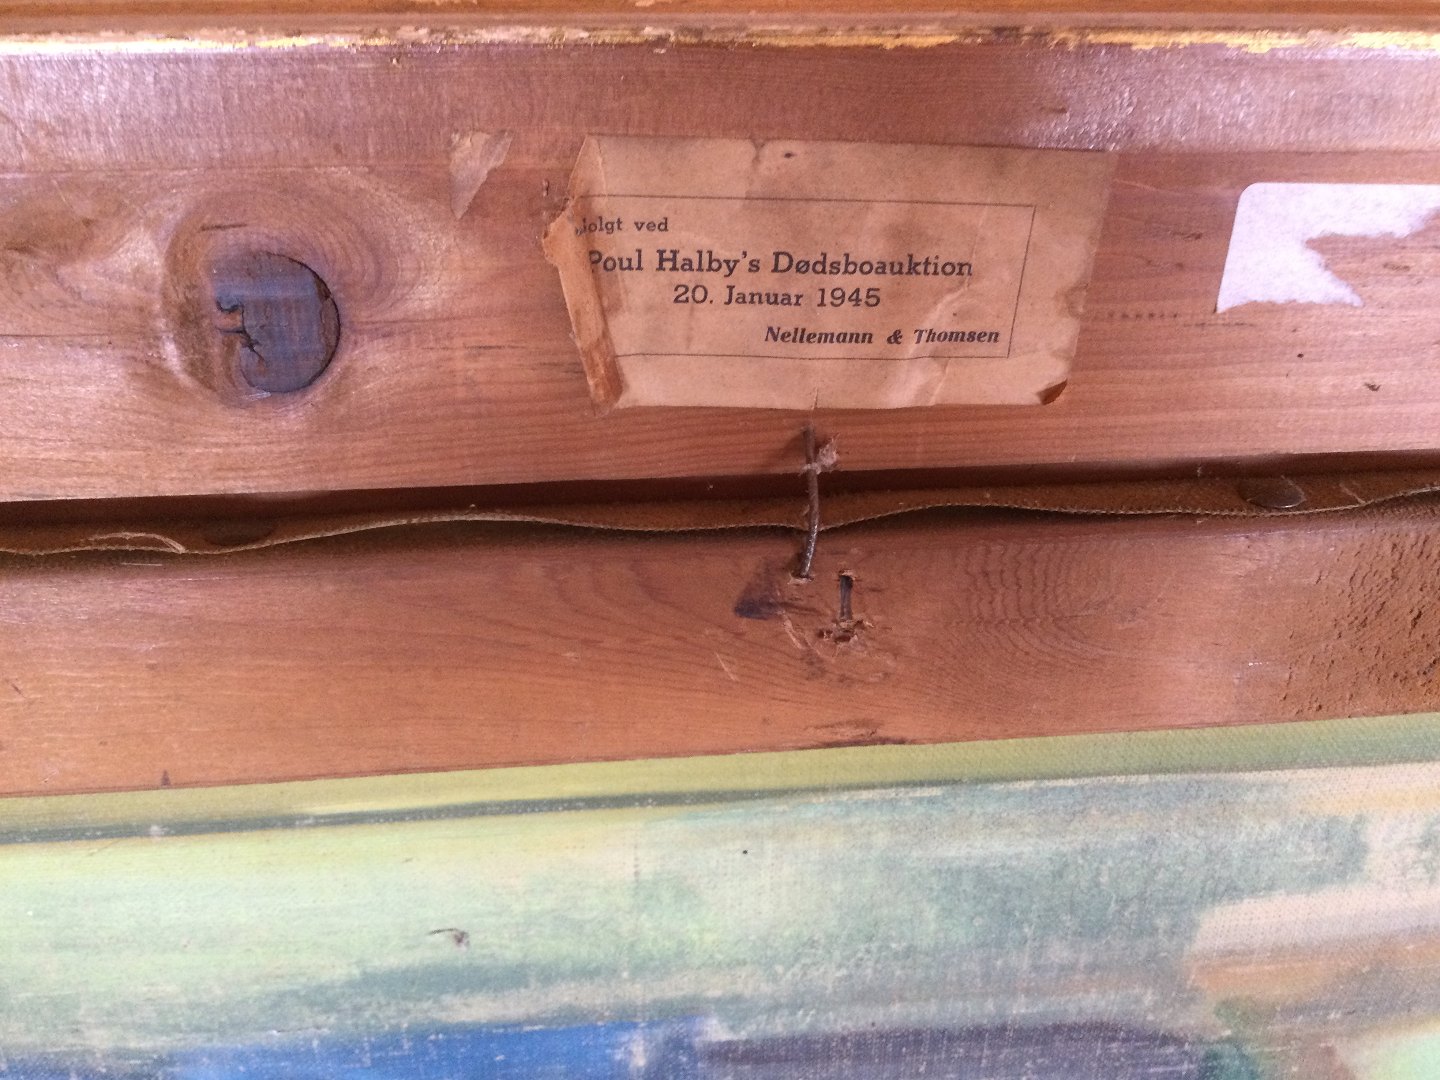 Solgt ved
Poul Halby's Dødsboauktion
20. Januar 1945
Nellemann & Thomsen